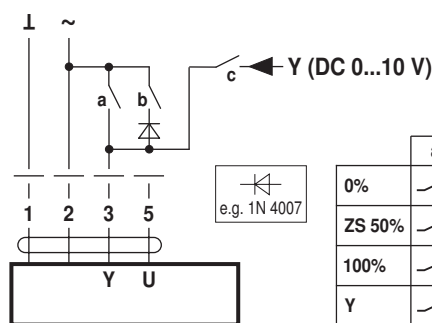 ⊥ ~
a b c Y (DC 0...10 V)
e.g. 1N 4007
1 2 3 5
Y U
0%
ZS 50%
100%
Y